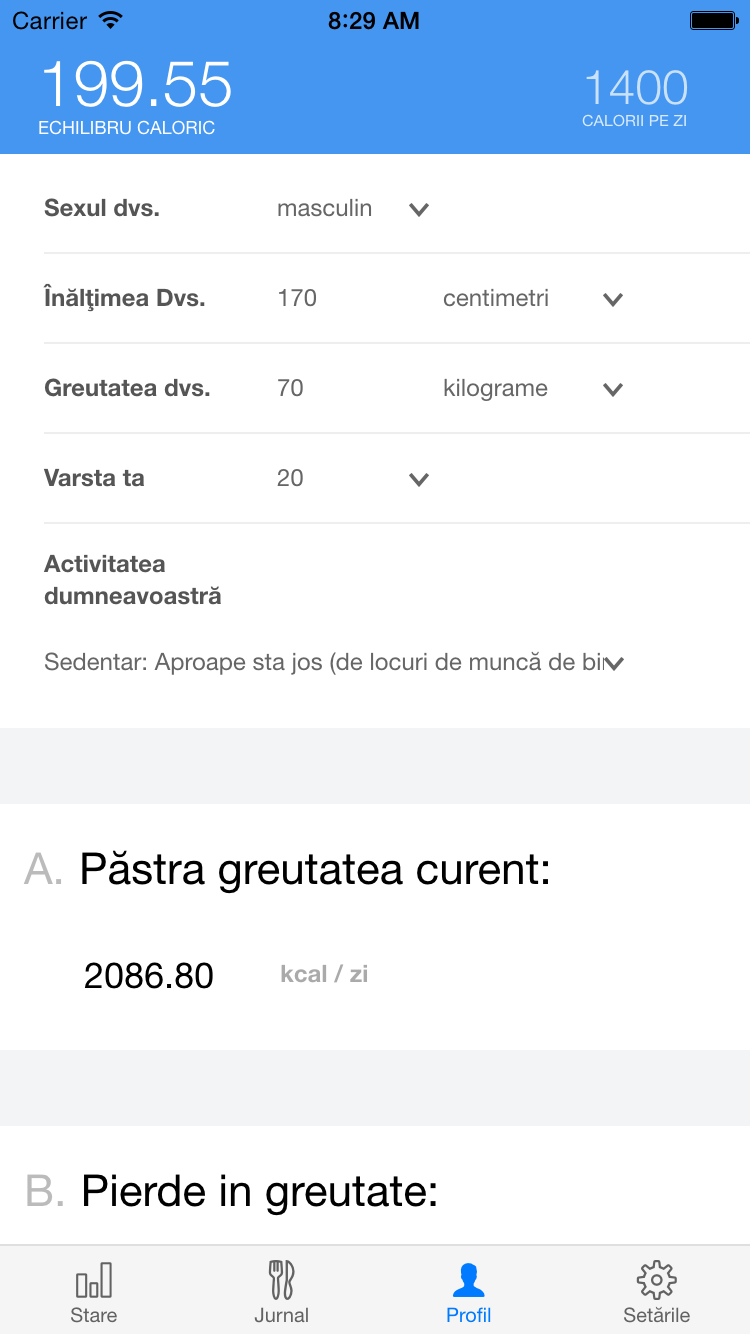 Carrier 8:29 AM
199.55 1400
ECHILIBRU CALORIC CALORII PE ZI
Sexul dvs. masculin
Înălţimea Dvs. 170 centimetri
Greutatea dvs. 70 kilograme
Varsta ta 20
Activitatea
dumneavoastră
Sedentar: Aproape sta jos (de locuri de muncă de bir
A. Păstra greutatea curent:
2086.80 kcal / zi
B. Pierde in greutate:
Stare Jurnal Profil Setările